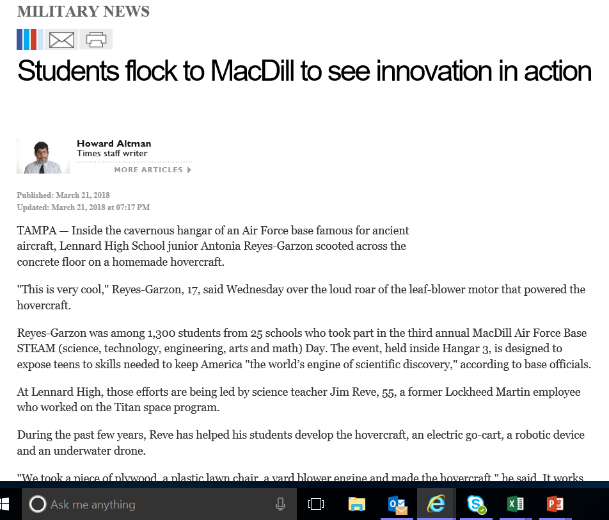 MILITARY NEWS
Students flock to MacDill to see innovation in action
Howard Altman
Times staff writer
MORE ARTICLES
Published: March 21, 2018
Updated: March 21, 2018 at 07:17 PM
TAMPA — Inside the cavernous hangar of an Air Force base famous for ancient
aircraft, Lennard High School junior Antonia Reyes-Garzon scooted across the
concrete floor on a homemade hovercraft.
"This is very cool," Reyes-Garzon, 17, said Wednesday over the loud roar of the leaf-blower motor that powered the
hovercraft.
Reyes-Garzon was among 1,300 students from 25 schools who took part in the third annual MacDill Air Force Base
STEAM (science, technology, engineering, arts and math) Day. The event, held inside Hangar 3, is designed to
expose teens to skills needed to keep America "the world's engine of scientific discovery," according to base officials.
At Lennard High, those efforts are being led by science teacher Jim Reve, 55, a former Lockheed Martin employee
who worked on the Titan space program.
During the past few years, Reve has helped his students develop the hovercraft, an electric go-cart, a robotic device
and an underwater drone.
"We took a piece of plywood, a plastic lawn chair, a yard blower engine and made the hovercraft," he said. It works
Ask me anything